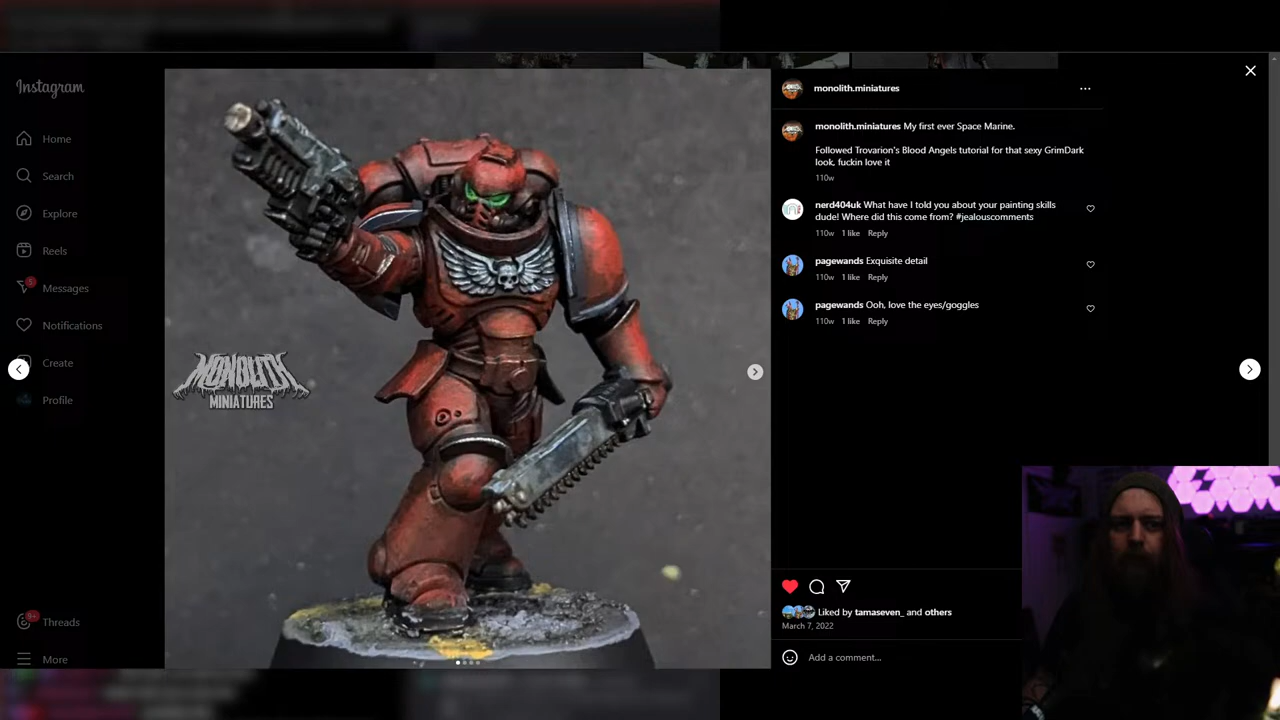 Instagram
Home
Search
Explore
Reels
5
Messages
Notifications
Create
Profile
9+
Threads
More
MONOLITH
MINIATURES
monolith.miniatures
monolith.miniatures My first ever Space Marine.
Followed Trovarion's Blood Angels tutorial for that sexy GrimDark
look, fuckin love it
110w
nerd404uk What have I told you about your painting skills
dude! Where did this come from? #jealouscomments
110w 1 like Reply
pagewands Exquisite detail
110w 1 like Reply
pagewands Ooh, love the eyes/goggles
110w 1 like Reply
Liked by tamaseven_ and others
March 7, 2022
Add a comment...